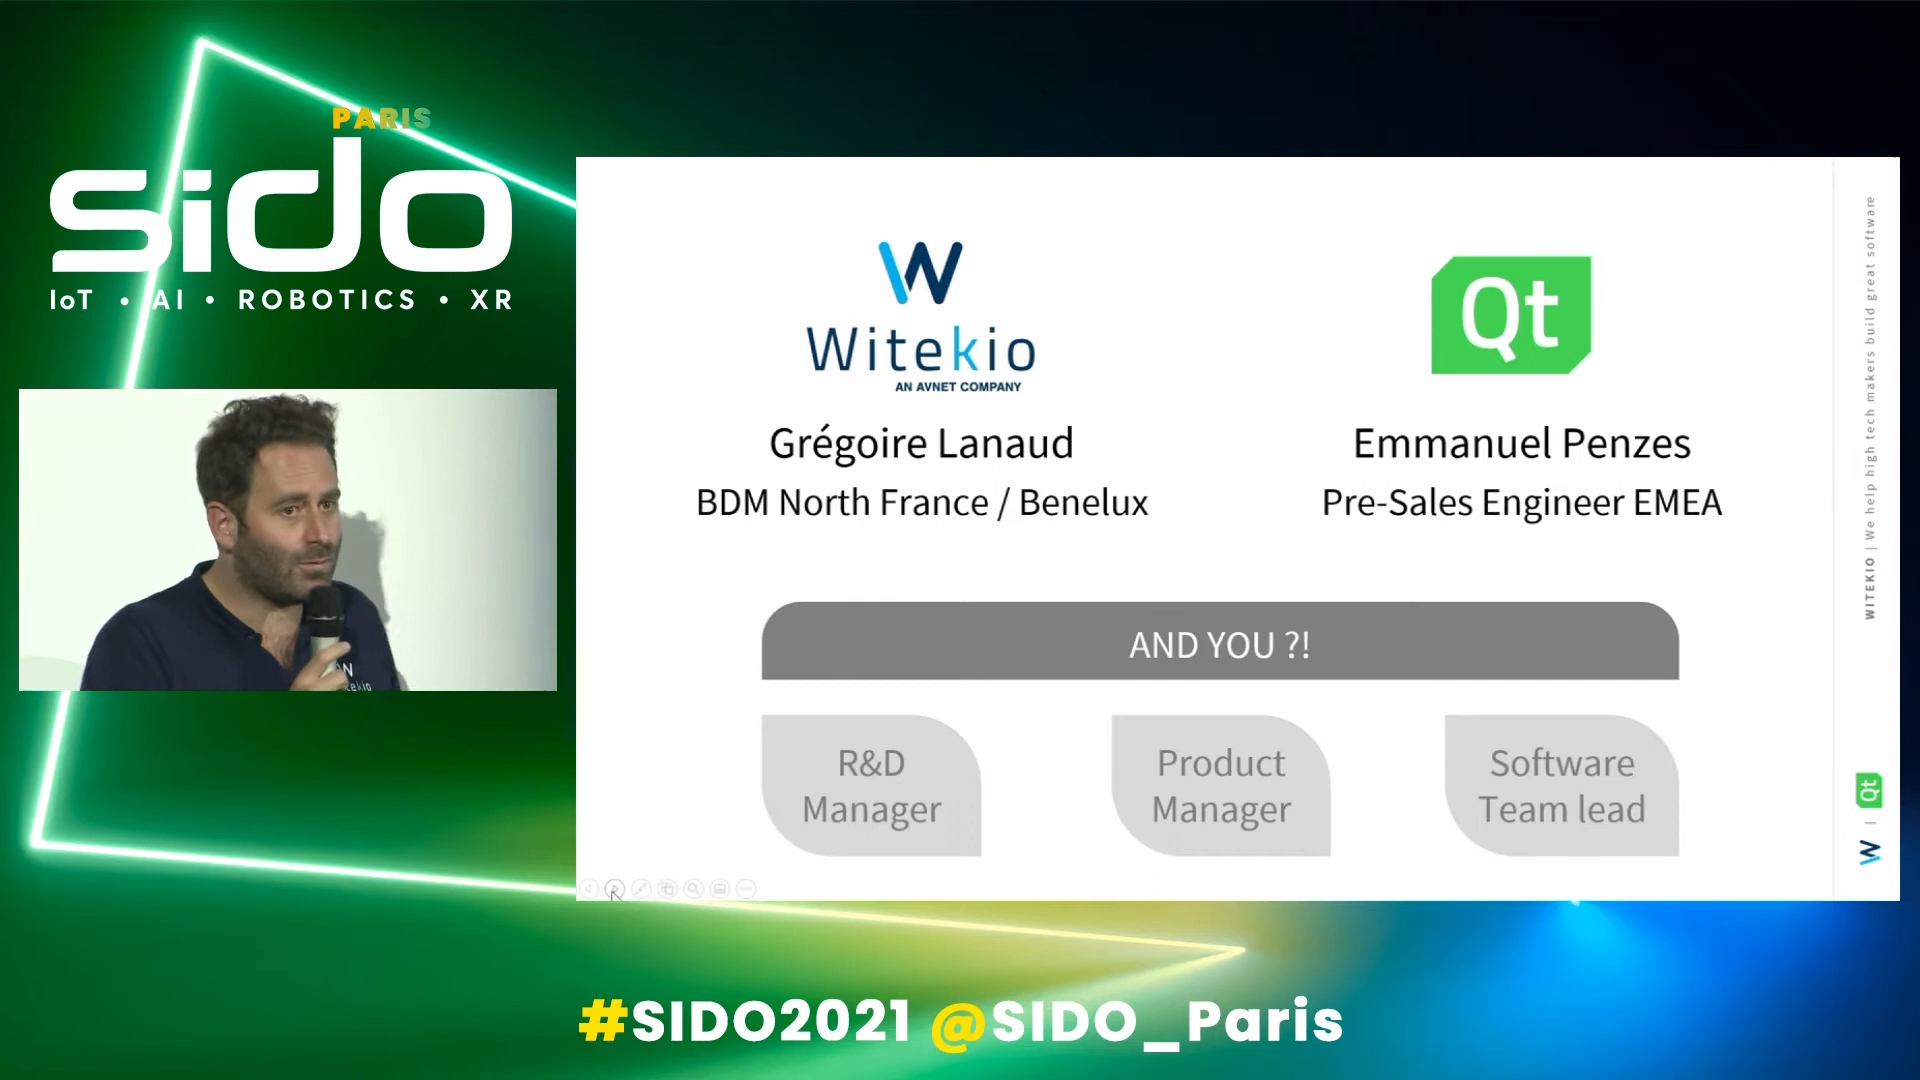 PARIS
sido
IoT • AI • ROBOTICS • XR
W
Witekio
AN AVNET COMPANY
Grégoire Lanaud
BDM North France / Benelux
Qt
Emmanuel Penzes
Pre-Sales Engineer EMEA
AND YOU ?!
R&D
Manager
Product
Manager
Software
Team lead
WITEKIO | We help high tech makers build great software
W | Qt
W
tekio
#SIDO2021 @SIDO_Paris